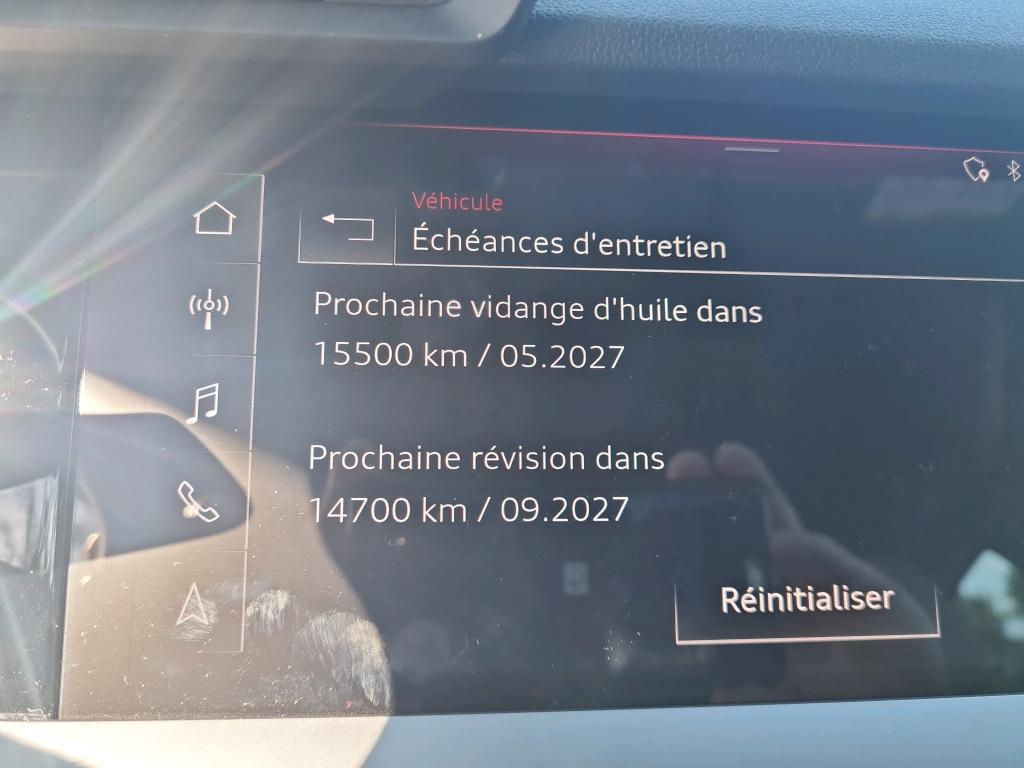 Véhicule
Échéances d'entretien
Prochaine vidange d'huile dans
15500 km / 05.2027
Prochaine révision dans
14700 km / 09.2027
Réinitialiser